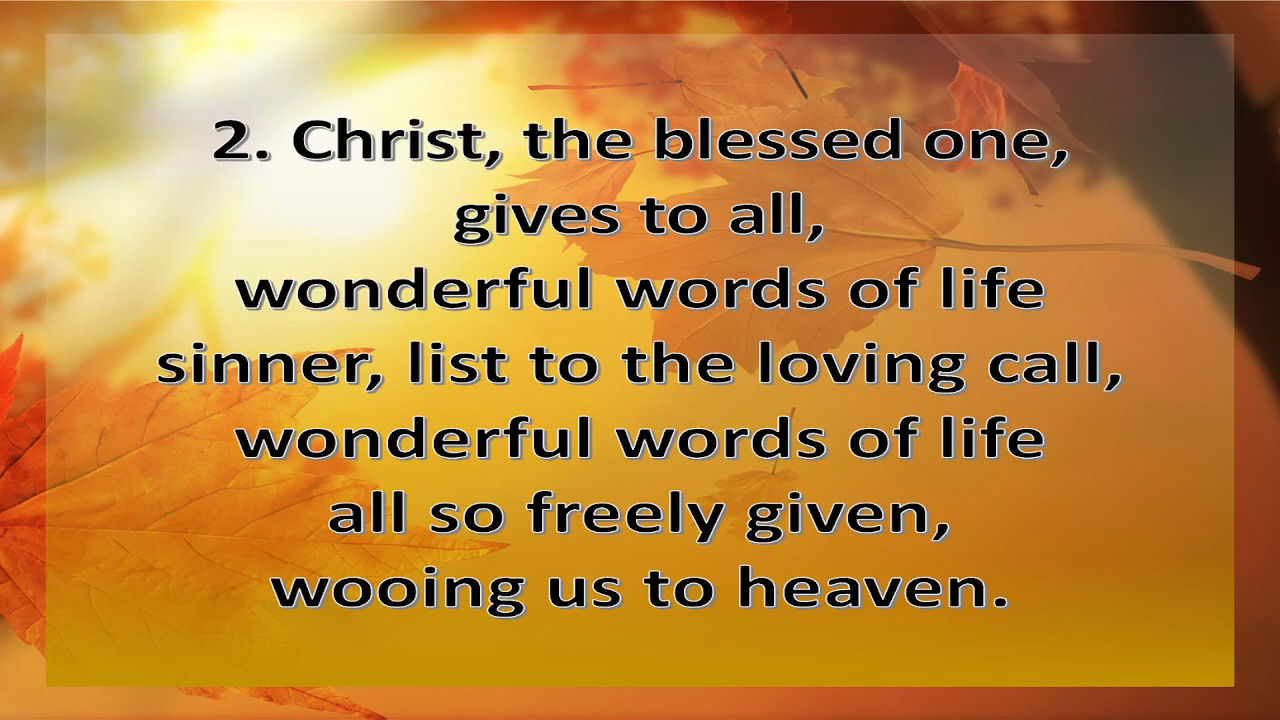 2. Christ, the blessed one,
gives to all,
wonderful words of life
sinner, list to the loving call,
wonderful words of life
all so freely given,
wooing us to heaven.